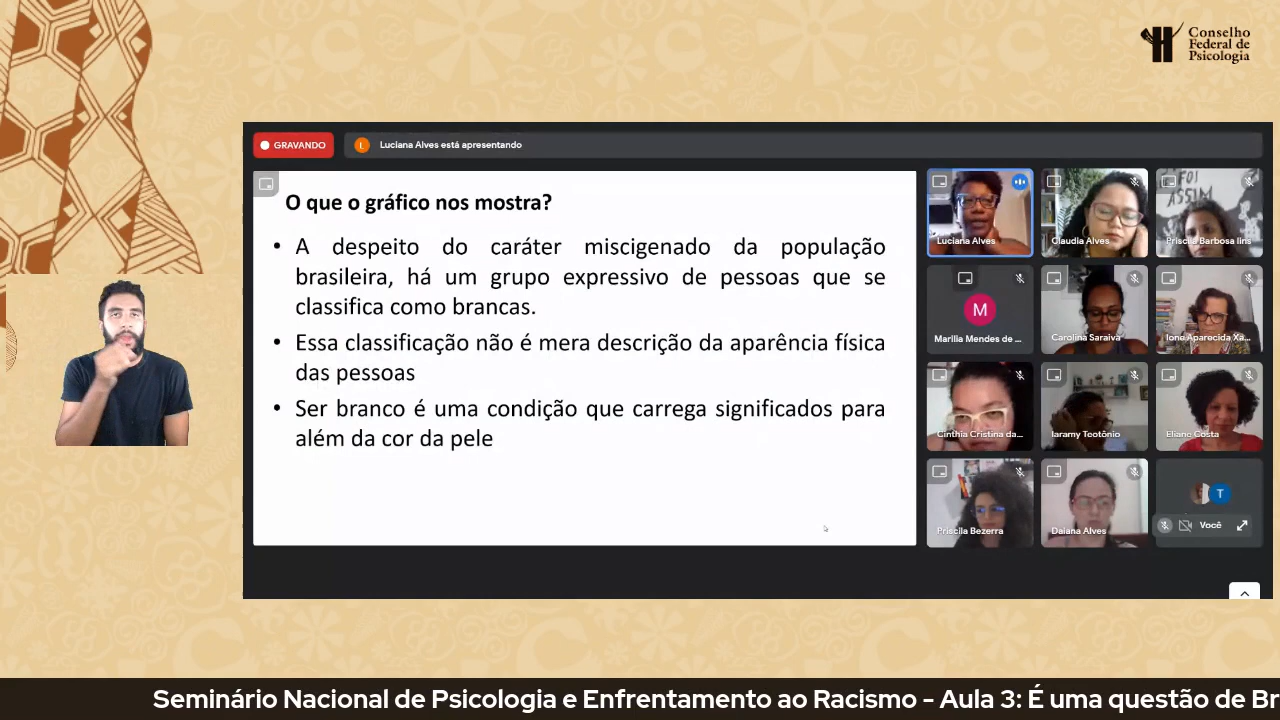 Conselho
Federal de
Psicologia
GRAVANDO
L
Luciana Alves está apresentando
O que o gráfico nos mostra?
• A despeito do caráter miscigenado da população
brasileira, há um grupo expressivo de pessoas que se
classifica como brancas.
• Essa classificação não é mera descrição da aparência física
das pessoas
• Ser branco é uma condição que carrega significados para
além da cor da pele
FOI
ASSIM
Luciana Alves
Claudia Alves
Priscila Barbosa lins
M
Marilia Mendes de ...
Carolina Saraiva
Ione Aparecida Xa...
Cinthia Cristina da...
Iaramy Teotônio
Eliane Costa
Priscila Bezerra
Daiana Alves
T
Você
Seminário Nacional de Psicologia e Enfrentamento ao Racismo - Aula 3: É uma questão de Br